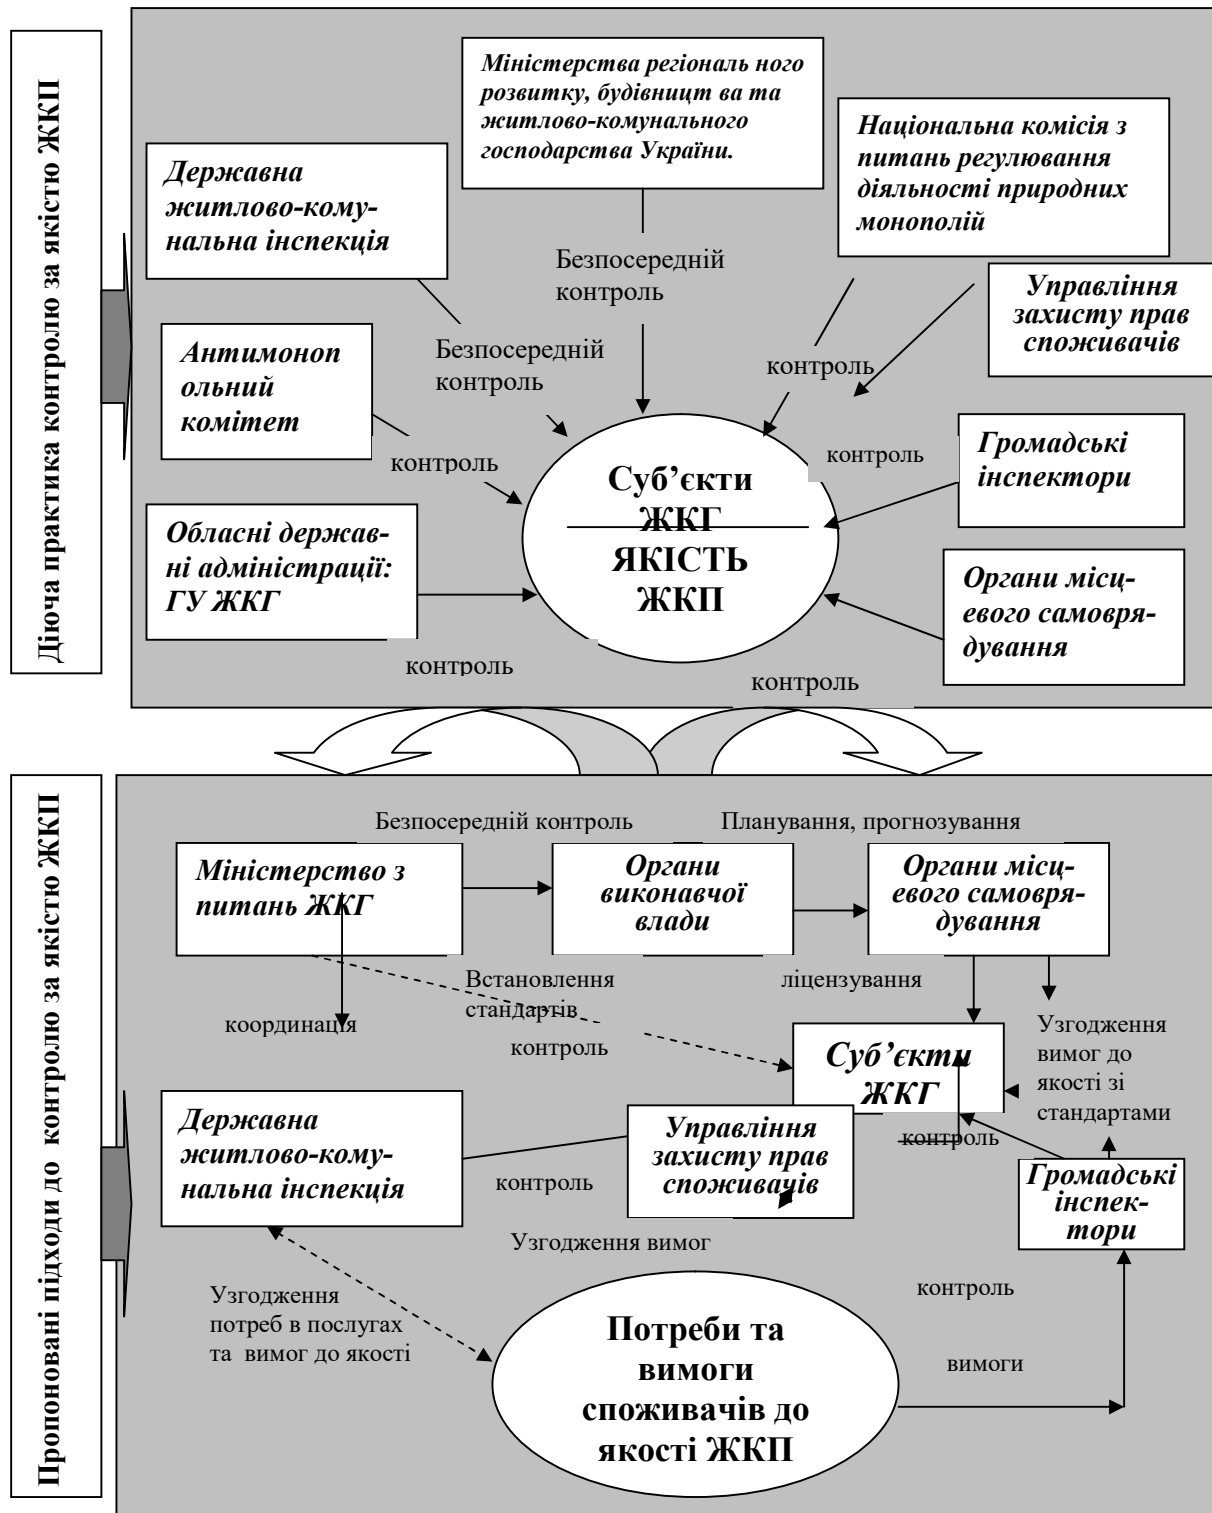 Діюча практика контролю за якістю ЖКП
Міністерства регіональ ного
розвитку, будівницт ва та
житлово-комунального
господарства України.
Національна комісія з
питань регулювання
діяльності природних
монополій
Державна
житлово-кому-
нальна інспекція
Безпосередній
контроль
Управління
захисту прав
споживачів
Антимоноп
ольний
комітет
Безпосередній
контроль
контроль
Громадські
інспектори
контроль
контроль
Суб’єкти
ЖКГ
ЯКІСТЬ
ЖКП
Обласні держав-
ні адміністрації:
ГУ ЖКГ
Органи місц-
евого самовря-
дування
контроль
контроль
Пропоновані підходи до контролю за якістю ЖКП
Безпосередній контроль
Планування, прогнозування
Міністерство з
питань ЖКГ
Органи
виконавчої
влади
Органи місц-
евого самовря-
дування
Встановлення
стандартів
ліцензування
координація
контроль
Суб’єкти
ЖКГ
Узгодження
вимог до
якості зі
стандартами
Державна
житлово-кому-
нальна інспекція
Управління
захисту прав
споживачів
контроль
контроль
Громадські
інспек-
тори
Узгодження вимог
Узгодження
потреб в послугах
та вимог до якості
контроль
Потреби та
вимоги
споживачів до
якості ЖКП
вимоги